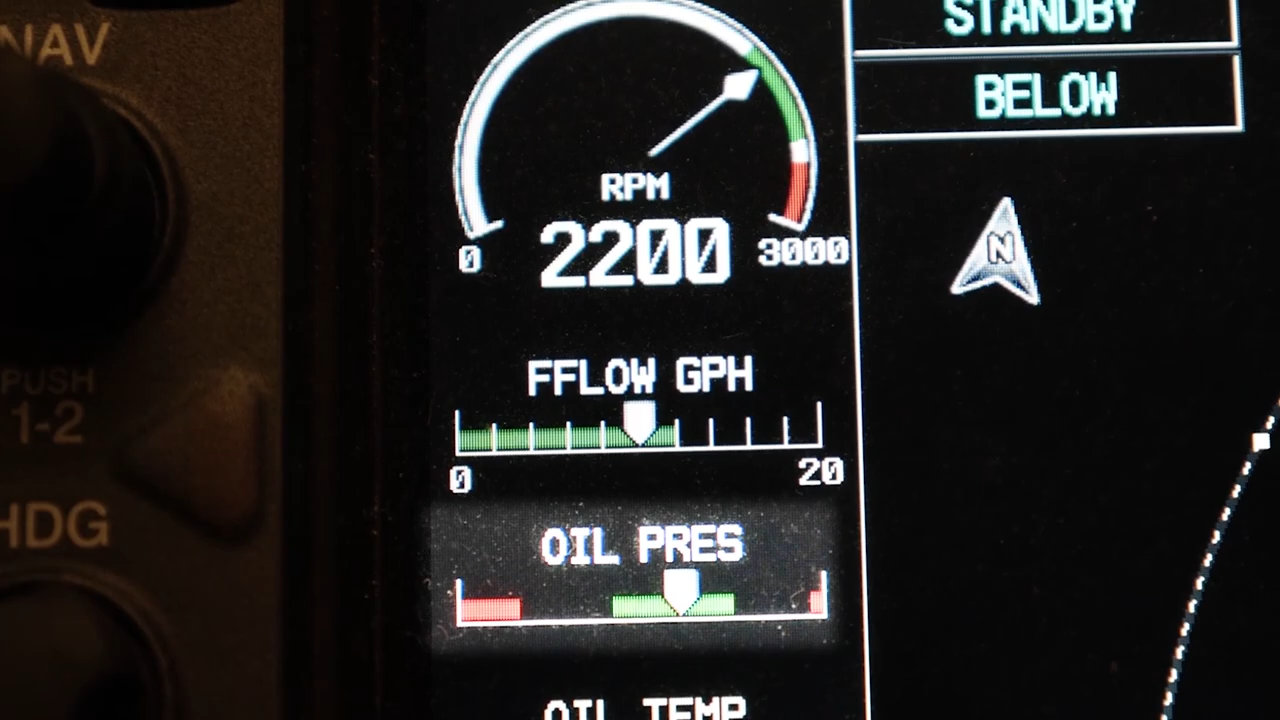 NAV
STANDBY
BELOW
N
RPM
2200
0
3000
FFLOW GPH
0
20
PUSH
1-2
HDG
OIL PRES
OIL TEMP